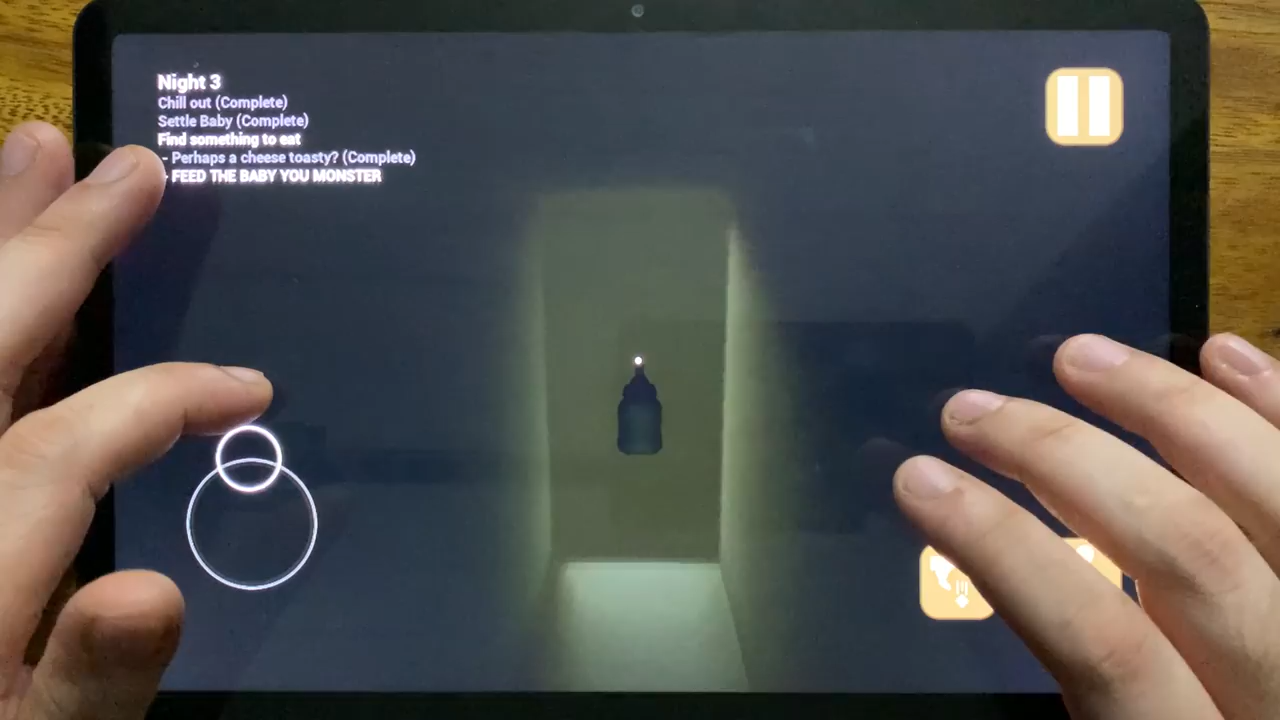 Night 3
Chill out (Complete)
Settle Baby (Complete)
Find something to eat
- Perhaps a cheese toasty? (Complete)
- FEED THE BABY YOU MONSTER